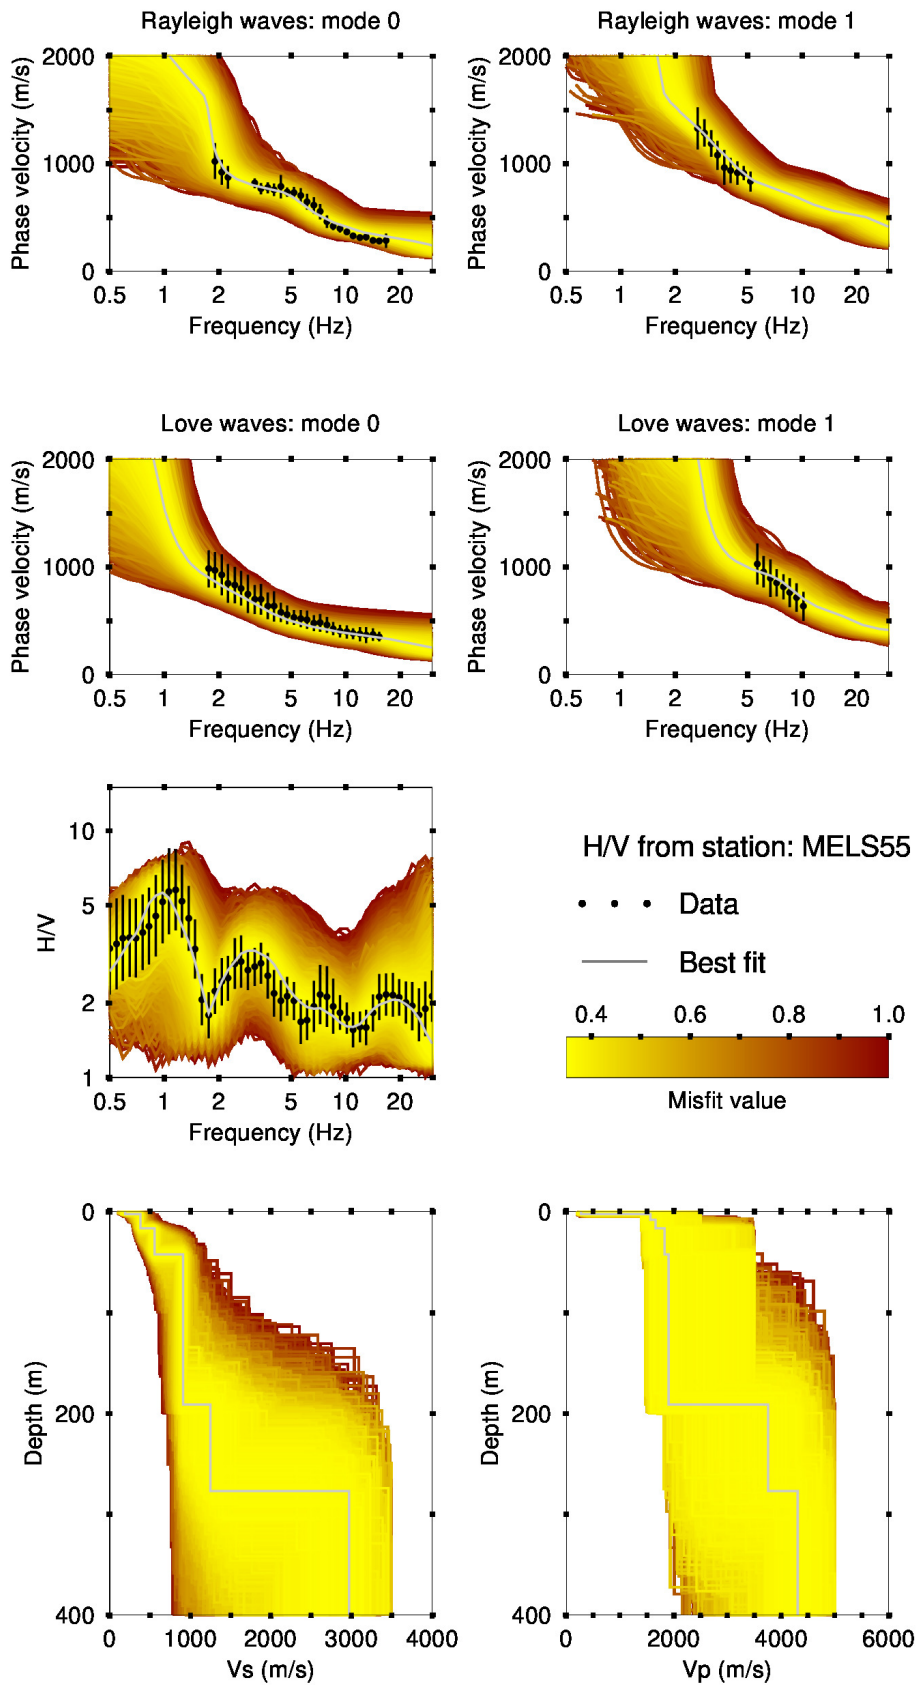 Rayleigh waves: mode 0
Rayleigh waves: mode 1
Phase velocity (m/s)
2000
1000
0
0.5 1 2 5 10 20
Frequency (Hz)
Phase velocity (m/s)
2000
1000
0
0.5 1 2 5 10 20
Frequency (Hz)
Love waves: mode 0
Love waves: mode 1
Phase velocity (m/s)
2000
1000
0
0.5 1 2 5 10 20
Frequency (Hz)
Phase velocity (m/s)
2000
1000
0
0.5 1 2 5 10 20
Frequency (Hz)
H/V
10
5
2
1
0.5 1 2 5 10 20
Frequency (Hz)
H/V from station: MELS55
Data
Best fit
0.4 0.6 0.8 1.0
Misfit value
Depth (m)
0
200
400
0 1000 2000 3000 4000
Vs (m/s)
Depth (m)
0
200
400
0 2000 4000 6000
Vp (m/s)